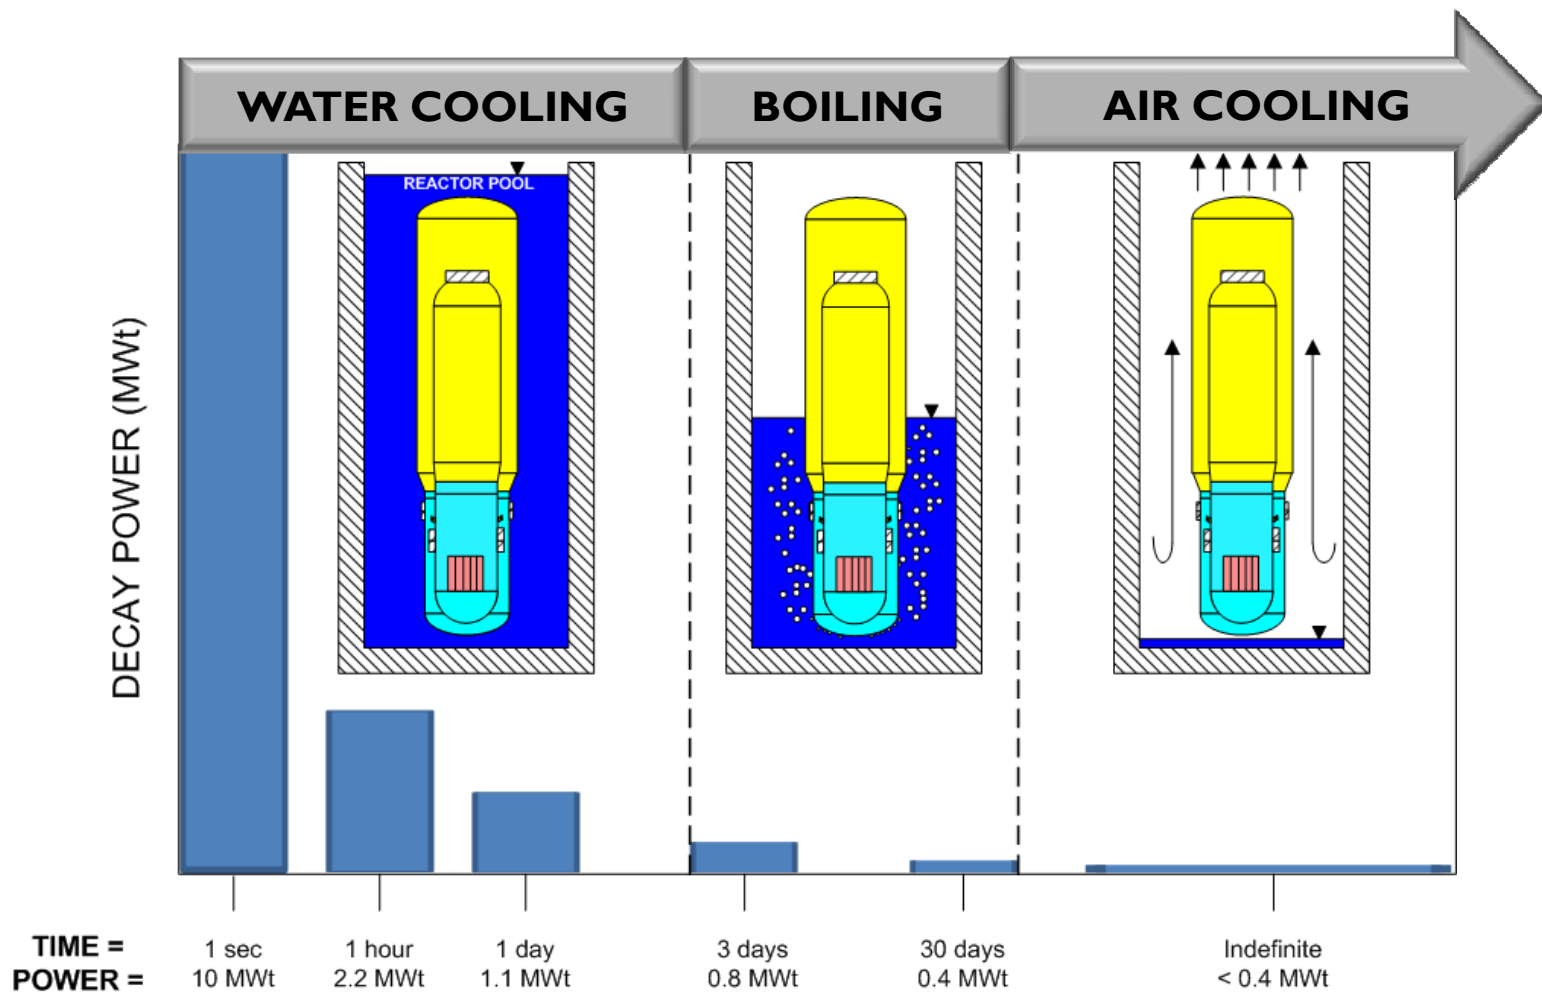 WATER COOLING
BOILING
AIR COOLING
REACTOR POOL
DECAY POWER (MWt)
TIME = 1 sec 1 hour 1 day 3 days 30 days Indefinite
POWER = 10 MWt 2.2 MWt 1.1 MWt 0.8 MWt 0.4 MWt < 0.4 MWt